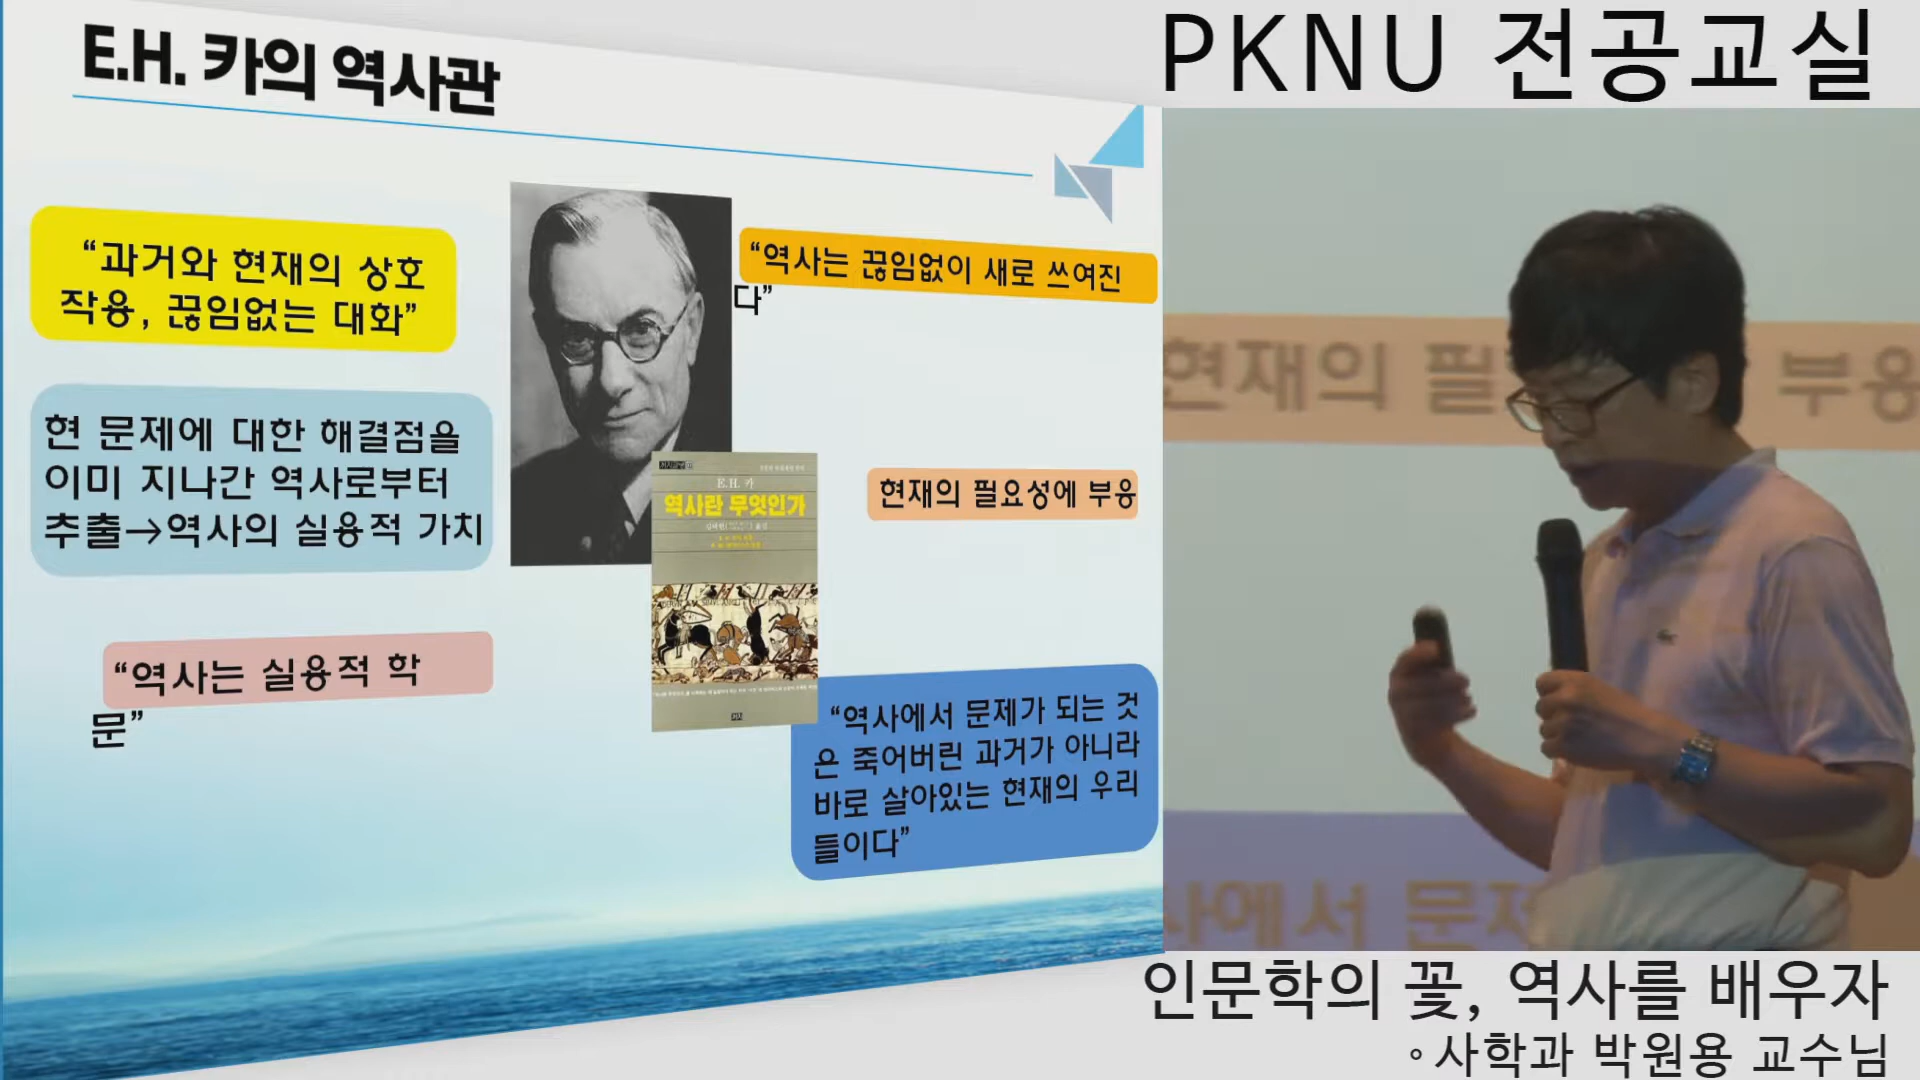 E.H. 카의 역사관
“과거와 현재의 상호
작용, 끊임없는 대화”
현 문제에 대한 해결점을
이미 지나간 역사로부터
추출→역사의 실용적 가치
“역사는 실용적 학
문”
E.H. 카
역사란 무엇인가
“역사는 끊임없이 새로 쓰여진
다”
현재의 필요성에 부응
“역사에서 문제가 되는 것
은 죽어버린 과거가 아니라
바로 살아있는 현재의 우리
들이다”
PKNU 전공교실
현재의 필 부응
사에서 문제
인문학의 꽃, 역사를 배우자
◦사학과 박원용 교수님